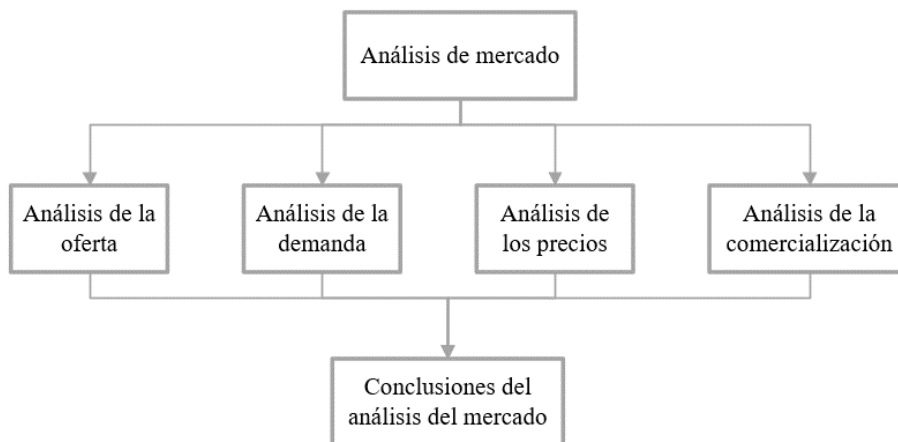 Análisis de mercado
Análisis de la
oferta
Análisis de la
demanda
Análisis de
los precios
Análisis de la
comercialización
Conclusiones del
análisis del mercado